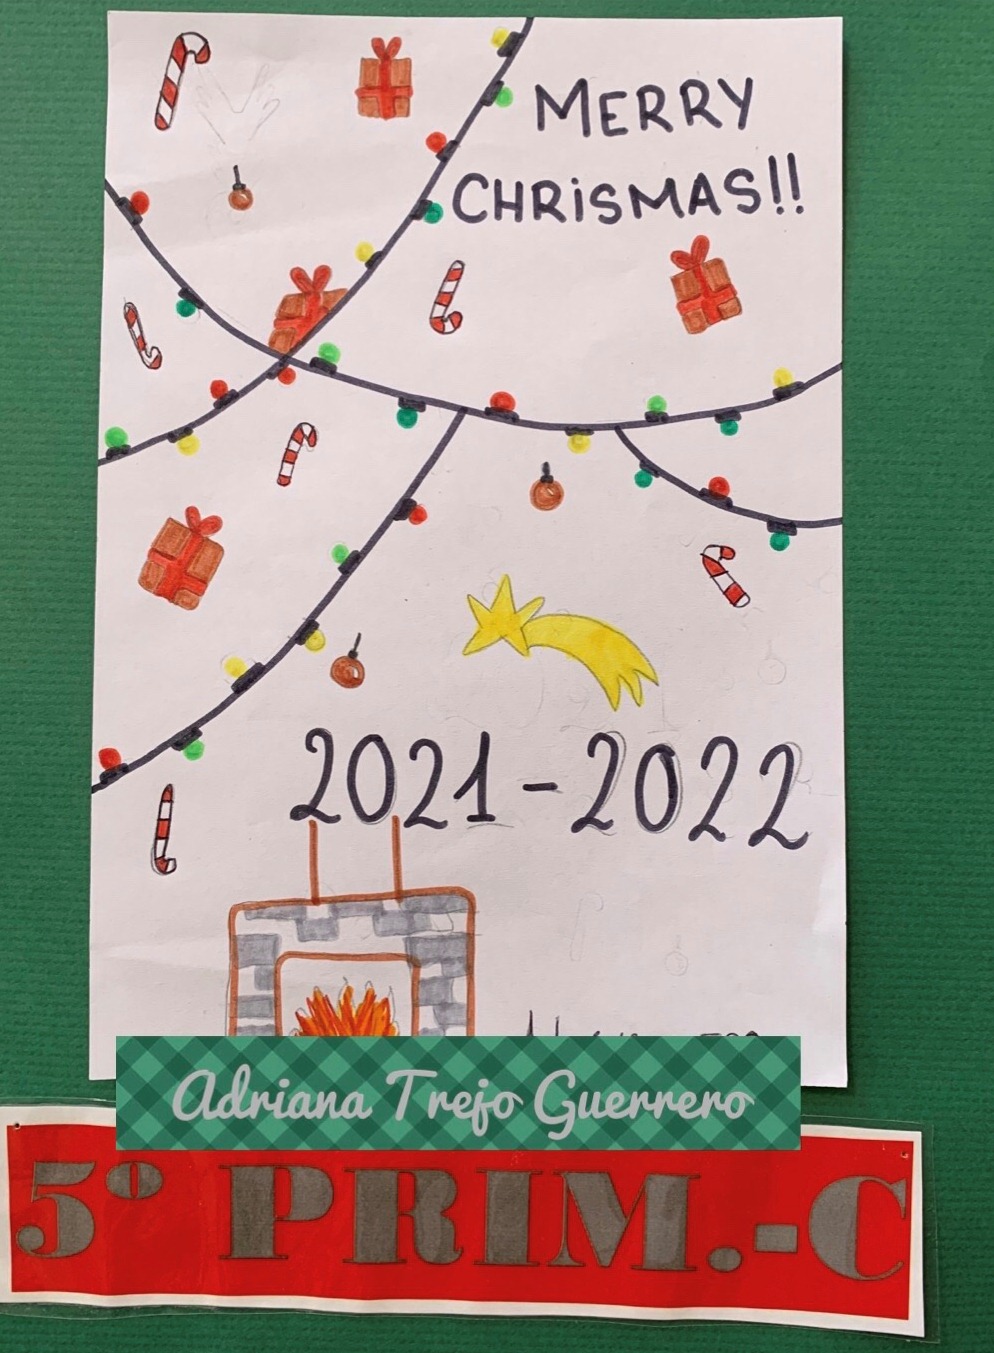 MERRY
CHRiSMAS!!
2021-2022
Adriana Trejo Guerrero
5º PRIM.-C